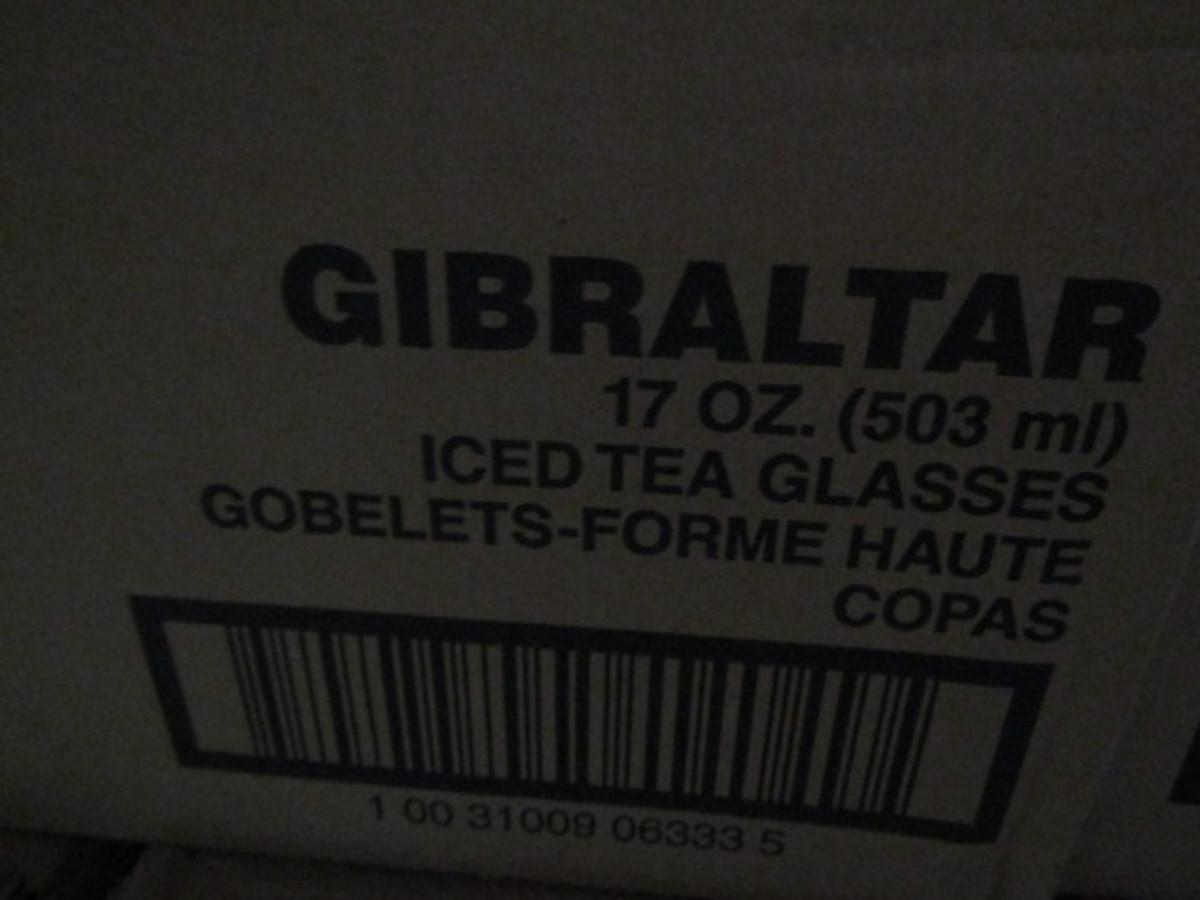 GIBRALTAR
17 OZ. (503 ml)
ICED TEA GLASSES
GOBELETS-FORME HAUTE
COPAS
1 00 31009 06333 5